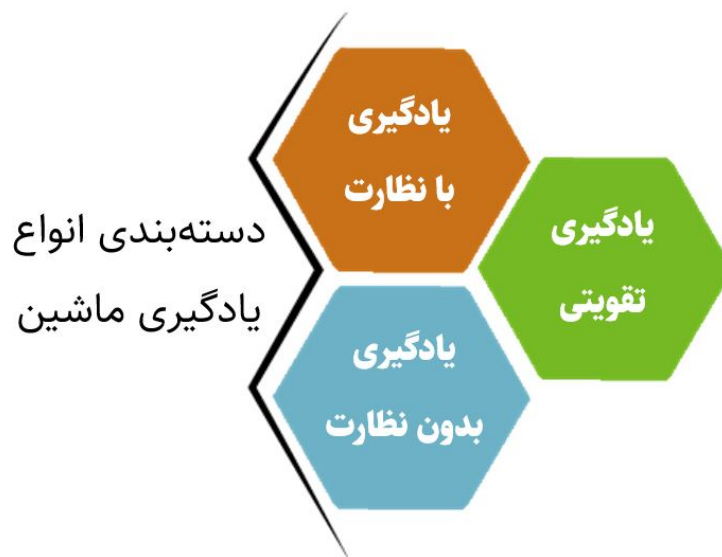 دسته‌بندی انواع
یادگیری ماشین
یادگیری
با نظارت
یادگیری
تقویتی
یادگیری
بدون نظارت